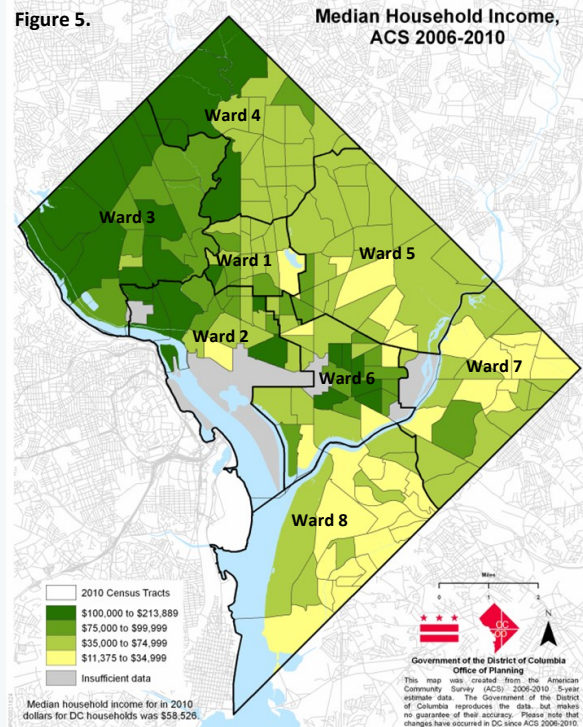 Figure 5.
Median Household Income,
ACS 2006-2010
Ward 4
Ward 3
Ward 1
Ward 5
Ward 2
Ward 7
Ward 6
Ward 8
2010 Census Tracts
$100,000 to $213,889
$75,000 to $99,999
$35,000 to $74,999
$11,375 to $34,999
Insufficient data
Median household income for in 2010
dollars for DC households was $58,526.
Miles
0 1 2
N
DC
OP
Government of the District of Columbia
Office of Planning
This map was created from the American
Community Survey (ACS) 2006-2010 5-year
estimate data. The Government of the District
of Columbia reproduces the data, but makes
no guarantee of their accuracy. Please note that
changes have occurred in DC since ACS 2006-2010.